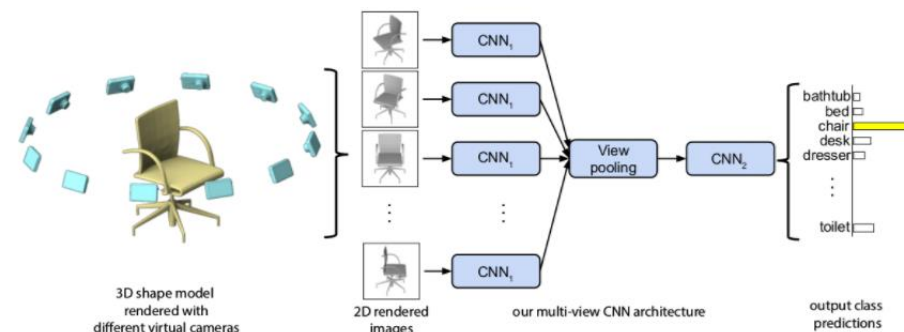 CNN₁
CNN₁
CNN₁
CNN₁
View
pooling
CNN₂
bathtub
bed
chair
desk
dresser
toilet
3D shape model
rendered with
different virtual cameras
2D rendered
images
our multi-view CNN architecture
output class
predictions